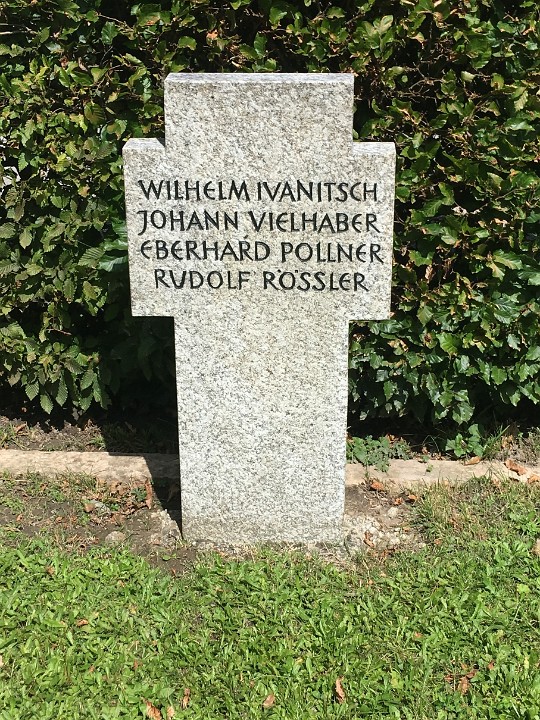 WILHELM IVANITSCH
JOHANN VIELHABER
EBERHARD POLLNER
RUDOLF RÖSSLER